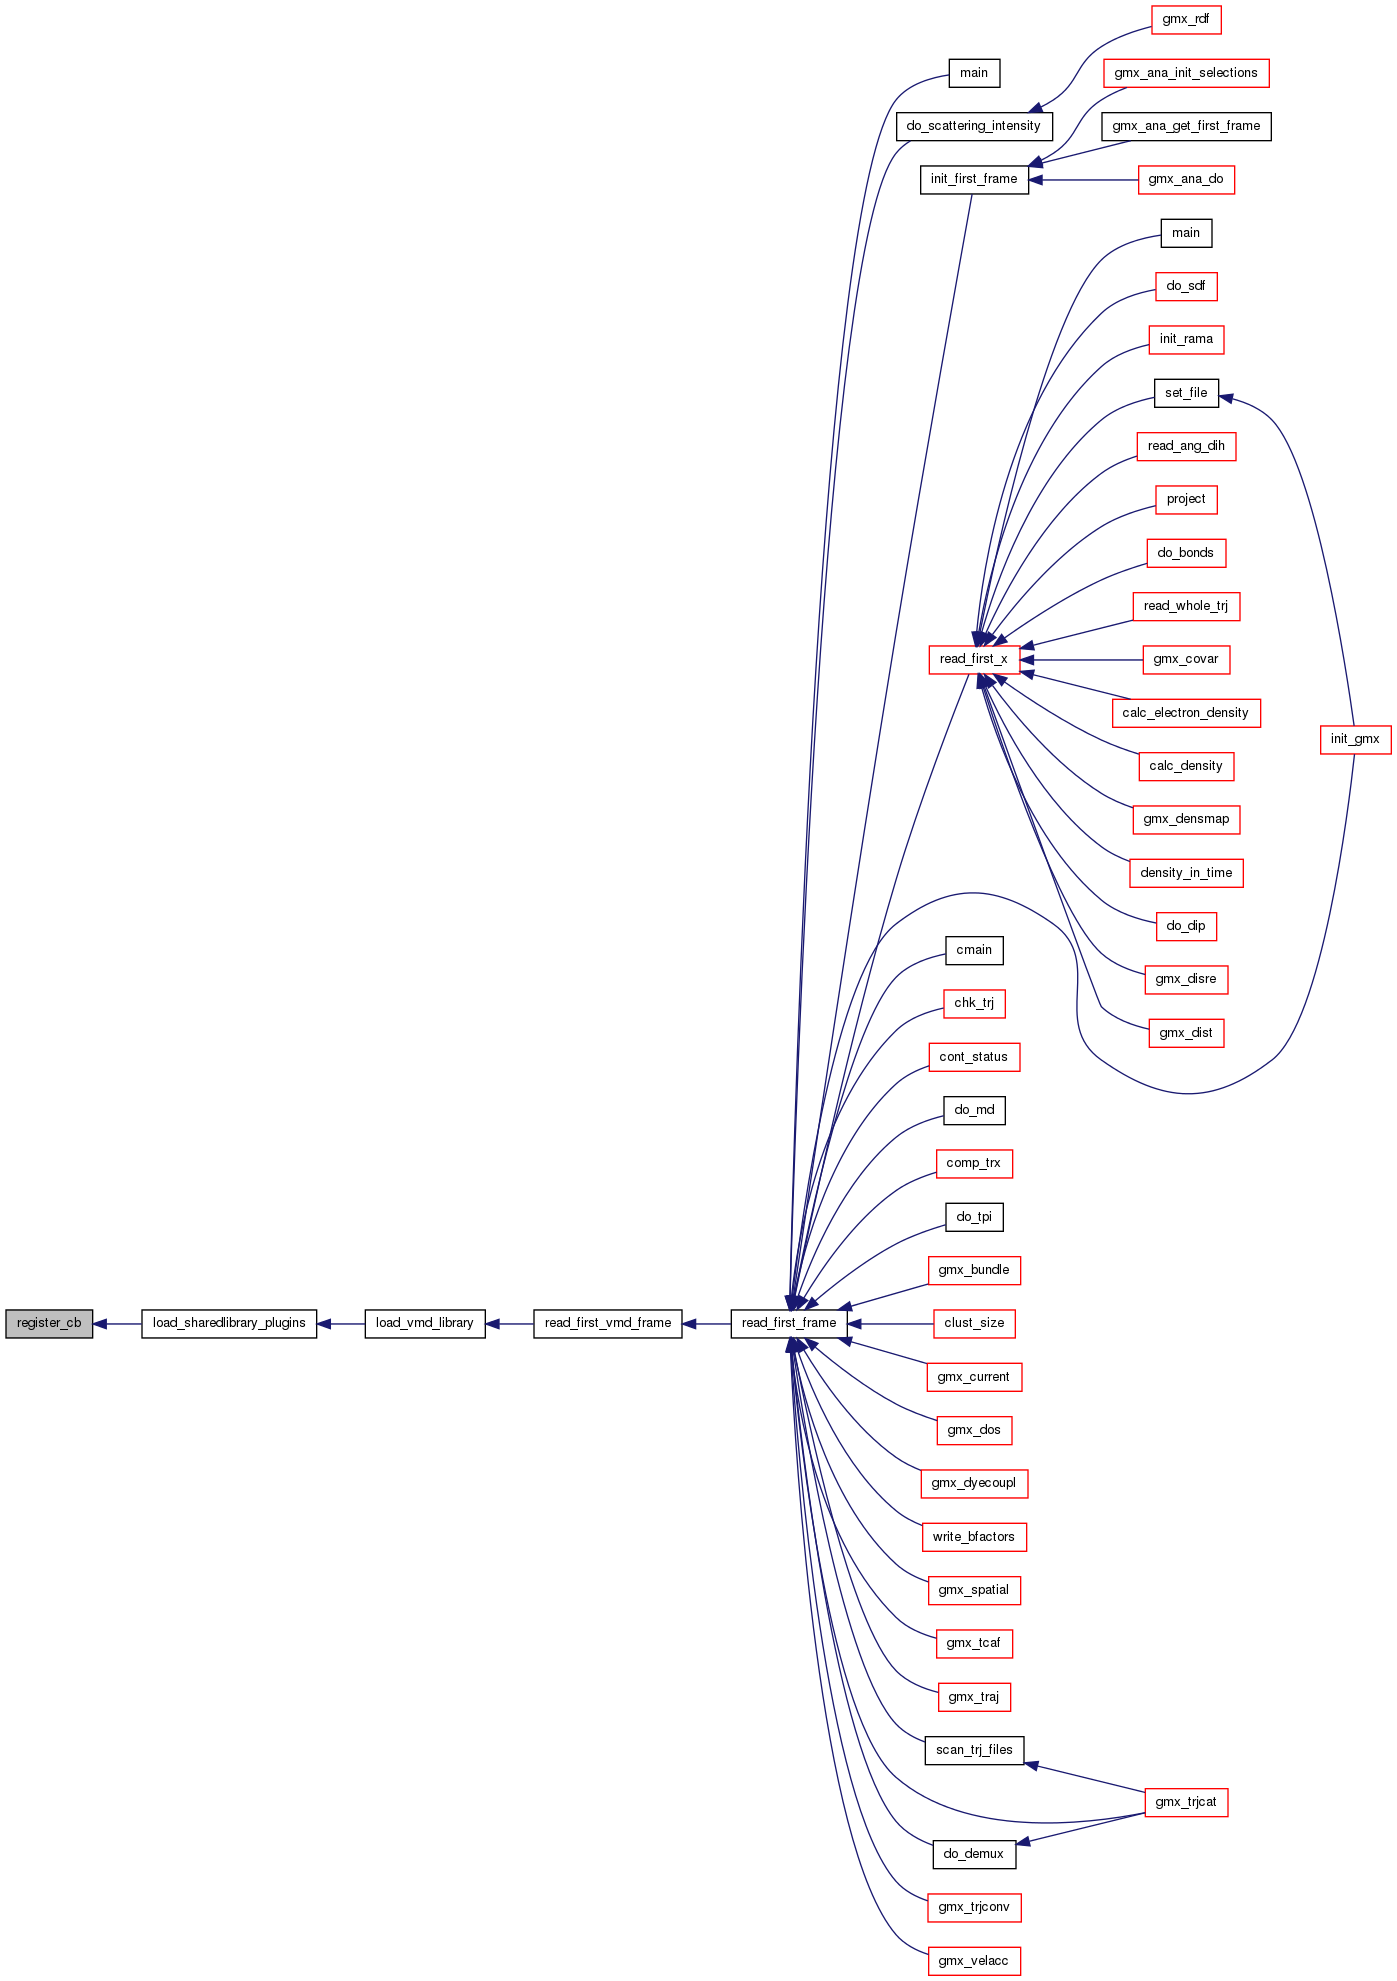 gmx_rdf
main
gmx_ana_init_selections
do_scattering_intensity
gmx_ana_get_first_frame
init_first_frame
gmx_ana_do
main
do_sdf
init_rama
set_file
read_ang_dih
project
do_bonds
read_whole_trj
read_first_x
gmx_covar
calc_electron_density
init_gmx
calc_density
gmx_densmap
density_in_time
do_dip
cmain
gmx_disre
chk_trj
gmx_dist
cont_status
do_md
comp_trx
do_tpi
gmx_bundle
register_cb
load_sharedlibrary_plugins
load_vmd_library
read_first_vmd_frame
read_first_frame
clust_size
gmx_current
gmx_dos
gmx_dyecoupl
write_bfactors
gmx_spatial
gmx_tcaf
gmx_traj
scan_trj_files
gmx_trjcat
do_demux
gmx_trjconv
gmx_velacc